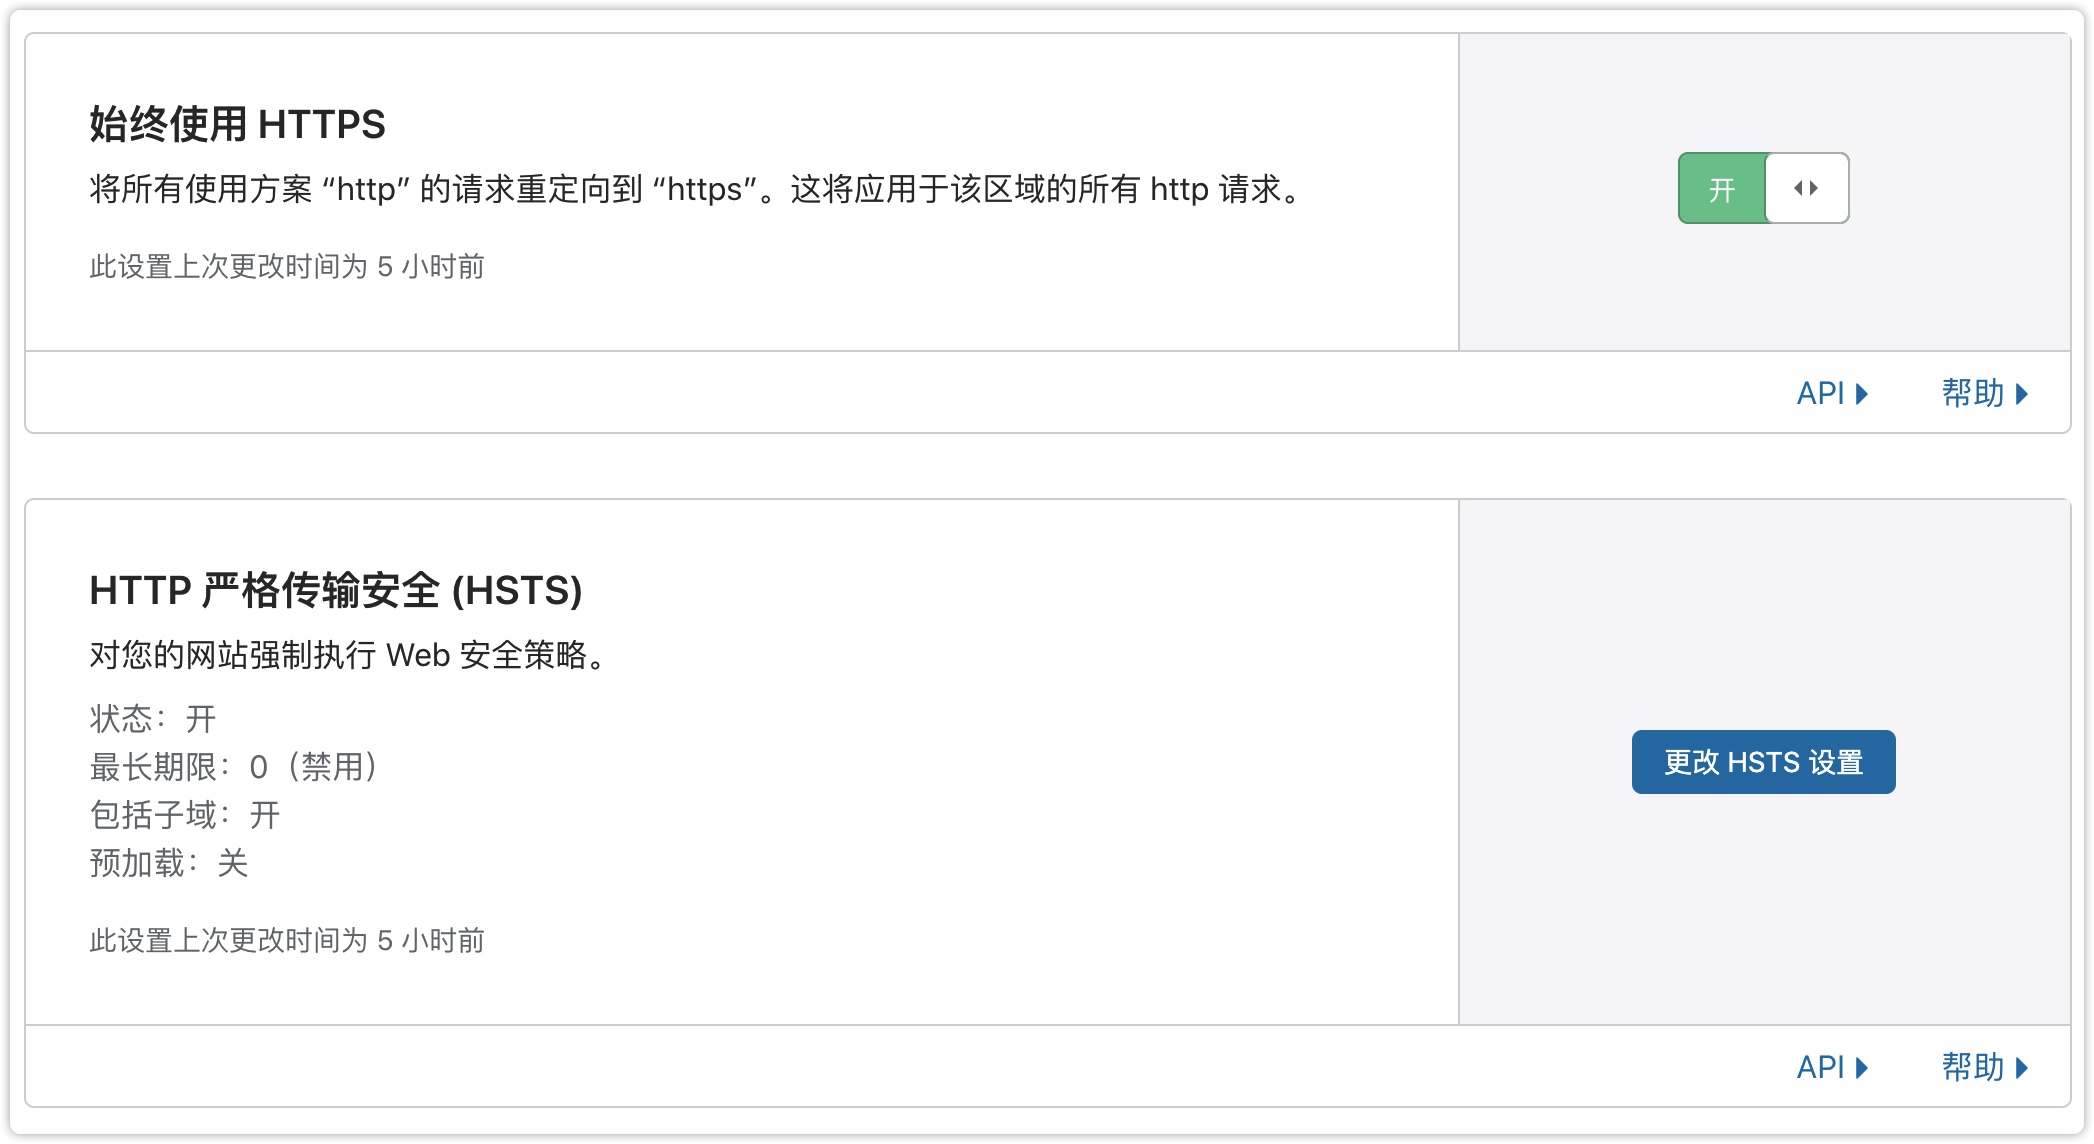 始终使用 HTTPS
将所有使用方案 “http” 的请求重定向到 “https”。这将应用于该区域的所有 http 请求。
此设置上次更改时间为 5 小时前
开
API
帮助
HTTP 严格传输安全 (HSTS)
对您的网站强制执行 Web 安全策略。
状态：开
最长期限：0（禁用）
包括子域：开
预加载：关
此设置上次更改时间为 5 小时前
更改 HSTS 设置
API
帮助